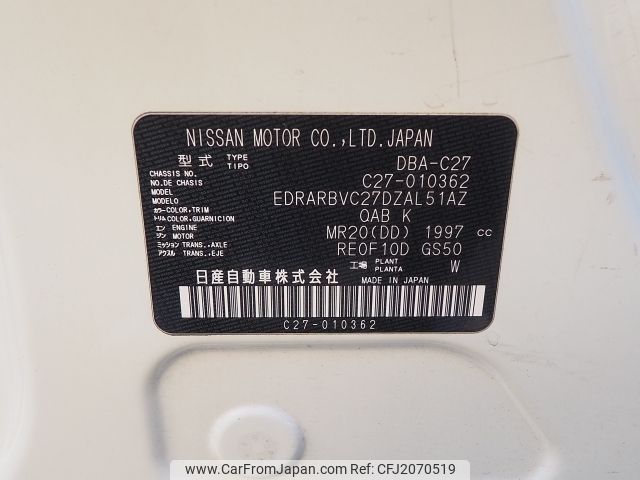 NISSAN MOTOR CO.,LTD.JAPAN
型式 TYPE TIPO DBA-C27
CHASSIS NO. NO.DE CHASIS C27-010362
MODEL MODELO EDRARBVC27DZAL51AZ
カラー COLOR,TRIM トリム COLOR,GUARNICION QAB K
エンジン ENGINE MOTOR MR20(DD) 1997 cc
ミッション TRANS.,AXLE アクスル TRANS.,EJE RE0F10D GS50
工場 PLANT PLANTA W
日産自動車株式会社 MADE IN JAPAN
C27-010362
www.CarFromJapan.com CFJ2070519